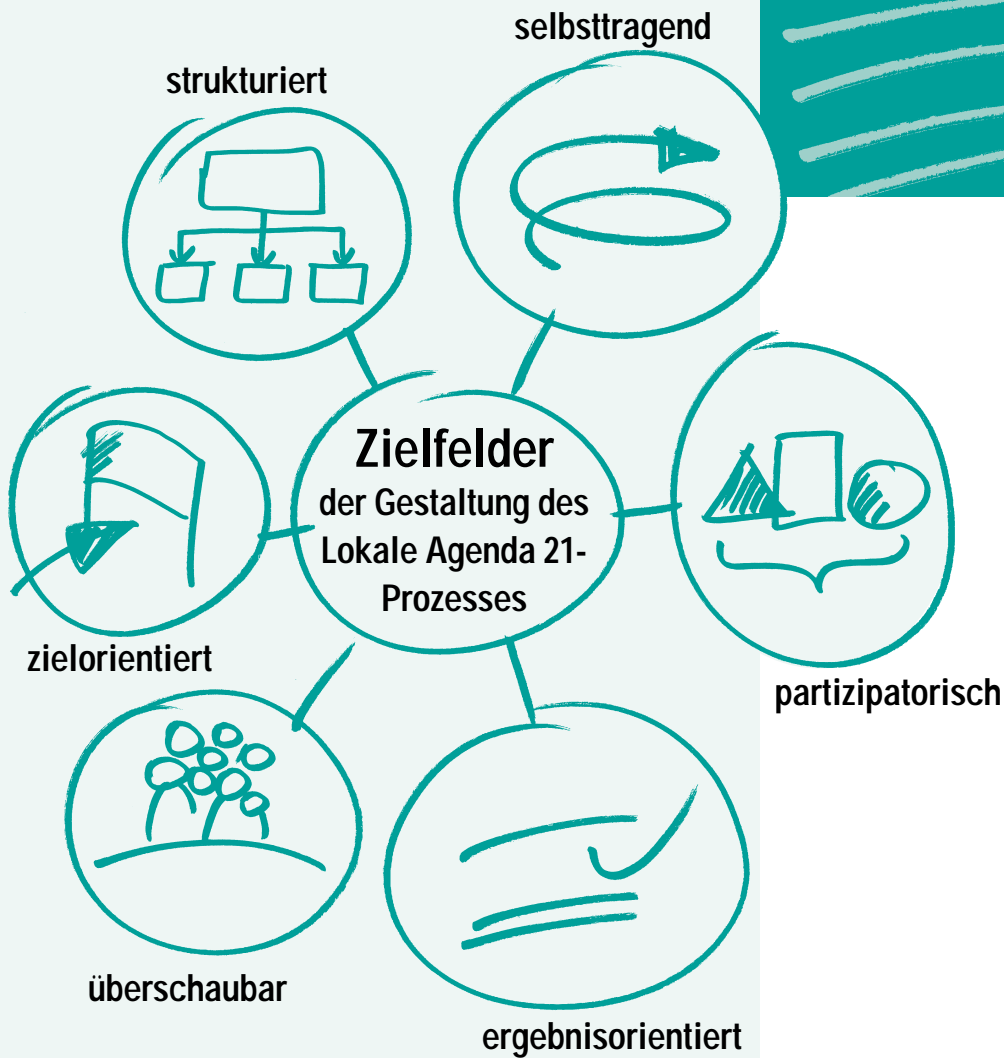 selbsttragend
strukturiert
Zielfelder
der Gestaltung des
Lokale Agenda 21-
Prozesses
zielorientiert
partizipatorisch
überschaubar
ergebnisorientiert